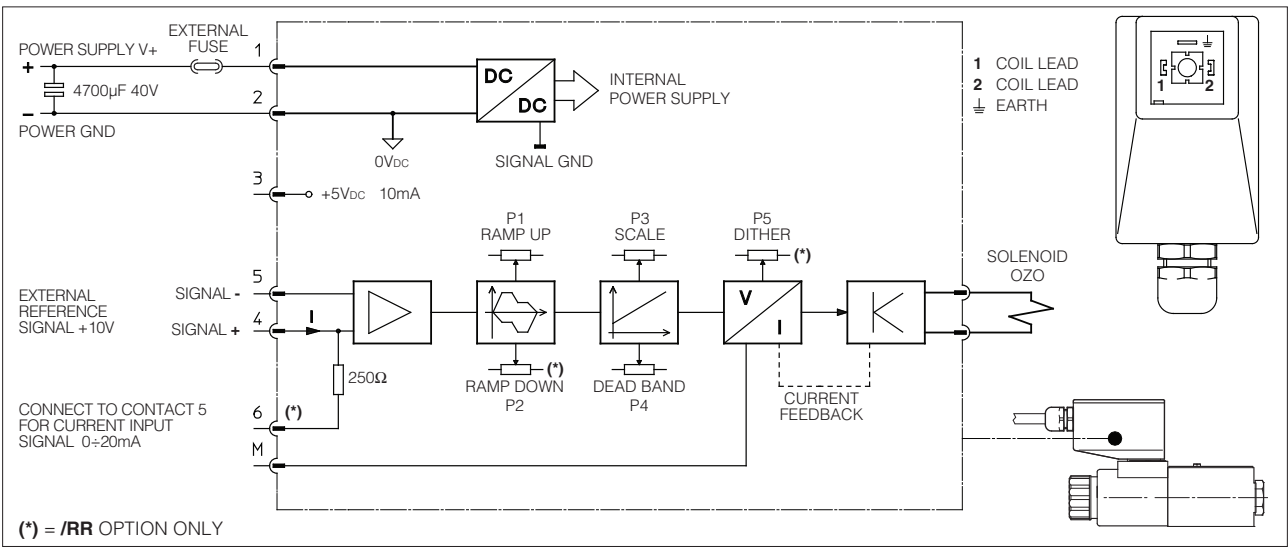 EXTERNAL
FUSE
POWER SUPPLY V+
1
+
4700µF 40V
2
−
POWER GND
DC
DC
INTERNAL
POWER SUPPLY
0VDC
SIGNAL GND
3
+5VDC 10mA
1 COIL LEAD
2 COIL LEAD
EARTH
1
2
P1
RAMP UP
P3
SCALE
P5
DITHER
(*)
SOLENOID
OZO
EXTERNAL
REFERENCE
SIGNAL +10V
5
SIGNAL -
4
SIGNAL +
I
V
I
250Ω
(*)
RAMP DOWN
P2
DEAD BAND
P4
CURRENT
FEEDBACK
CONNECT TO CONTACT 5
FOR CURRENT INPUT
SIGNAL 0÷20mA
6
(*)
M
(*) = /RR OPTION ONLY